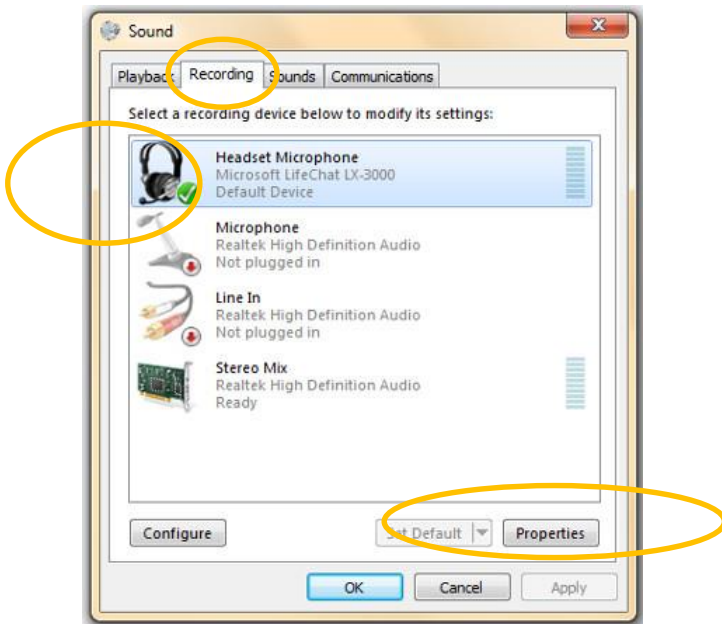 Sound
Playback Recording Sounds Communications
Select a recording device below to modify its settings:
Headset Microphone
Microsoft LifeChat LX-3000
Default Device
Microphone
Realtek High Definition Audio
Not plugged in
Line In
Realtek High Definition Audio
Not plugged in
Stereo Mix
Realtek High Definition Audio
Ready
Configure Set Default Properties
OK Cancel Apply